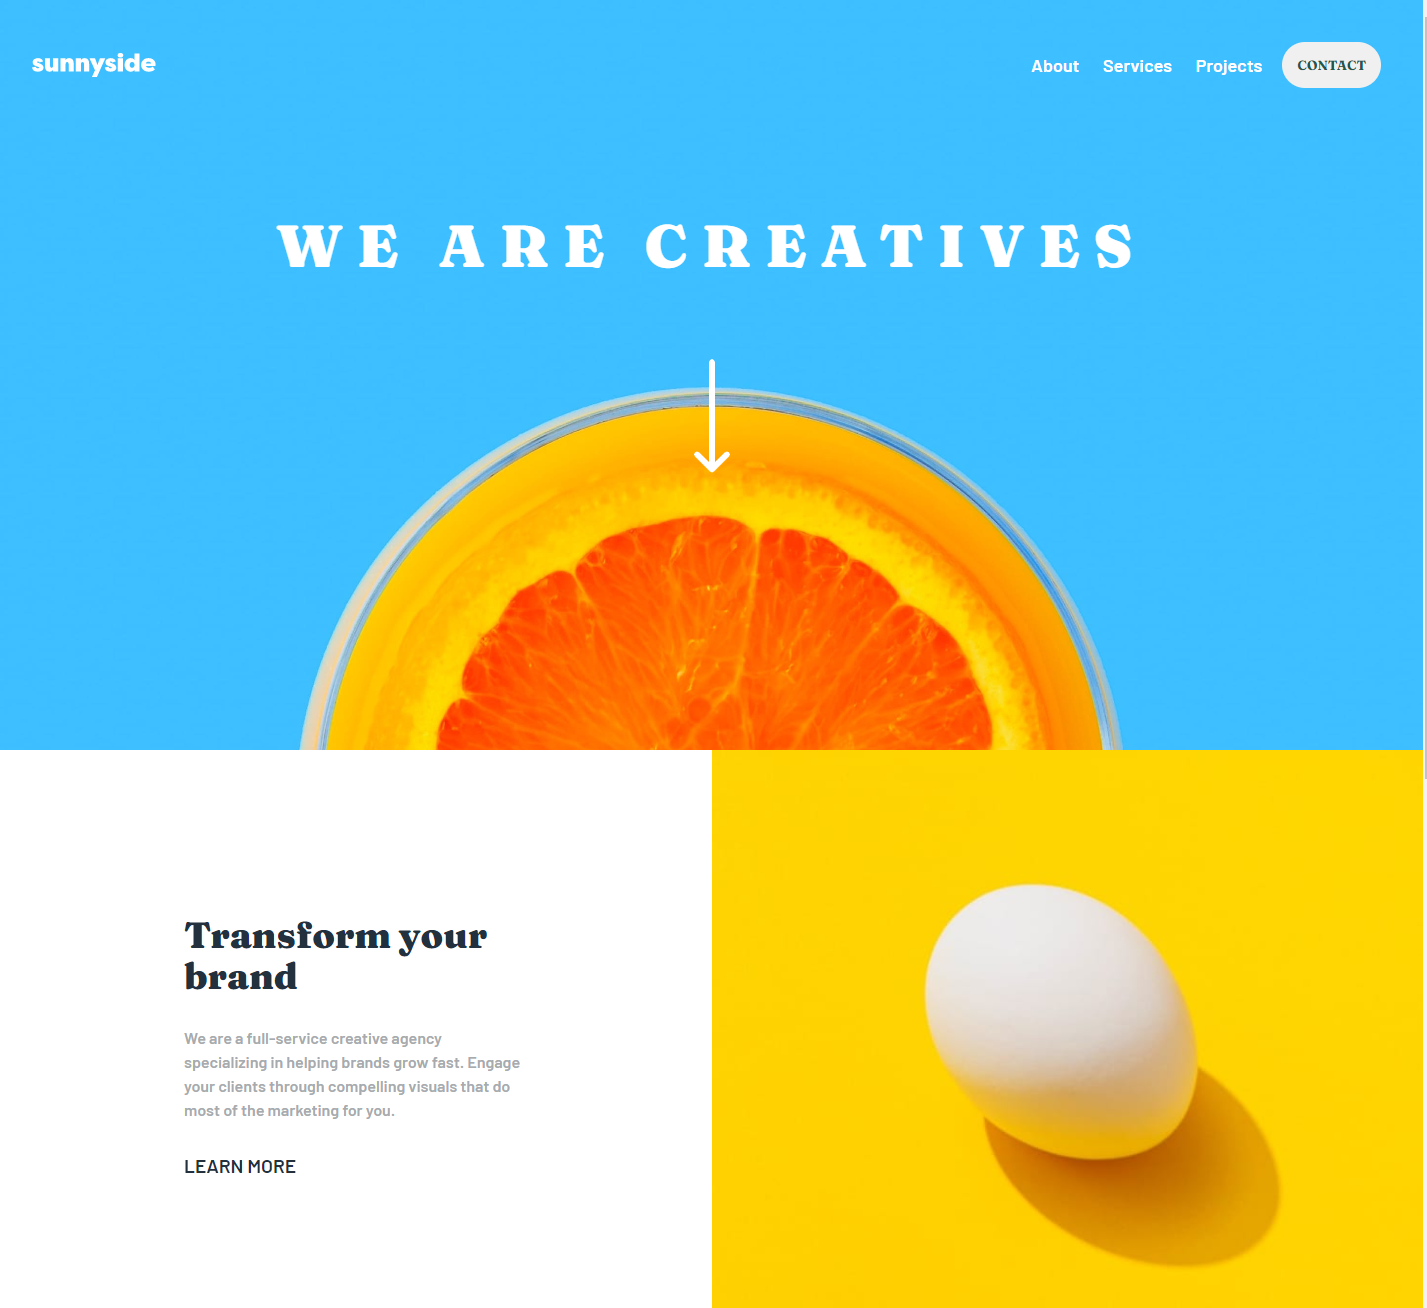 sunnyside
About Services Projects CONTACT
WE ARE CREATIVES
Transform your
brand
We are a full-service creative agency
specializing in helping brands grow fast. Engage
your clients through compelling visuals that do
most of the marketing for you.
LEARN MORE